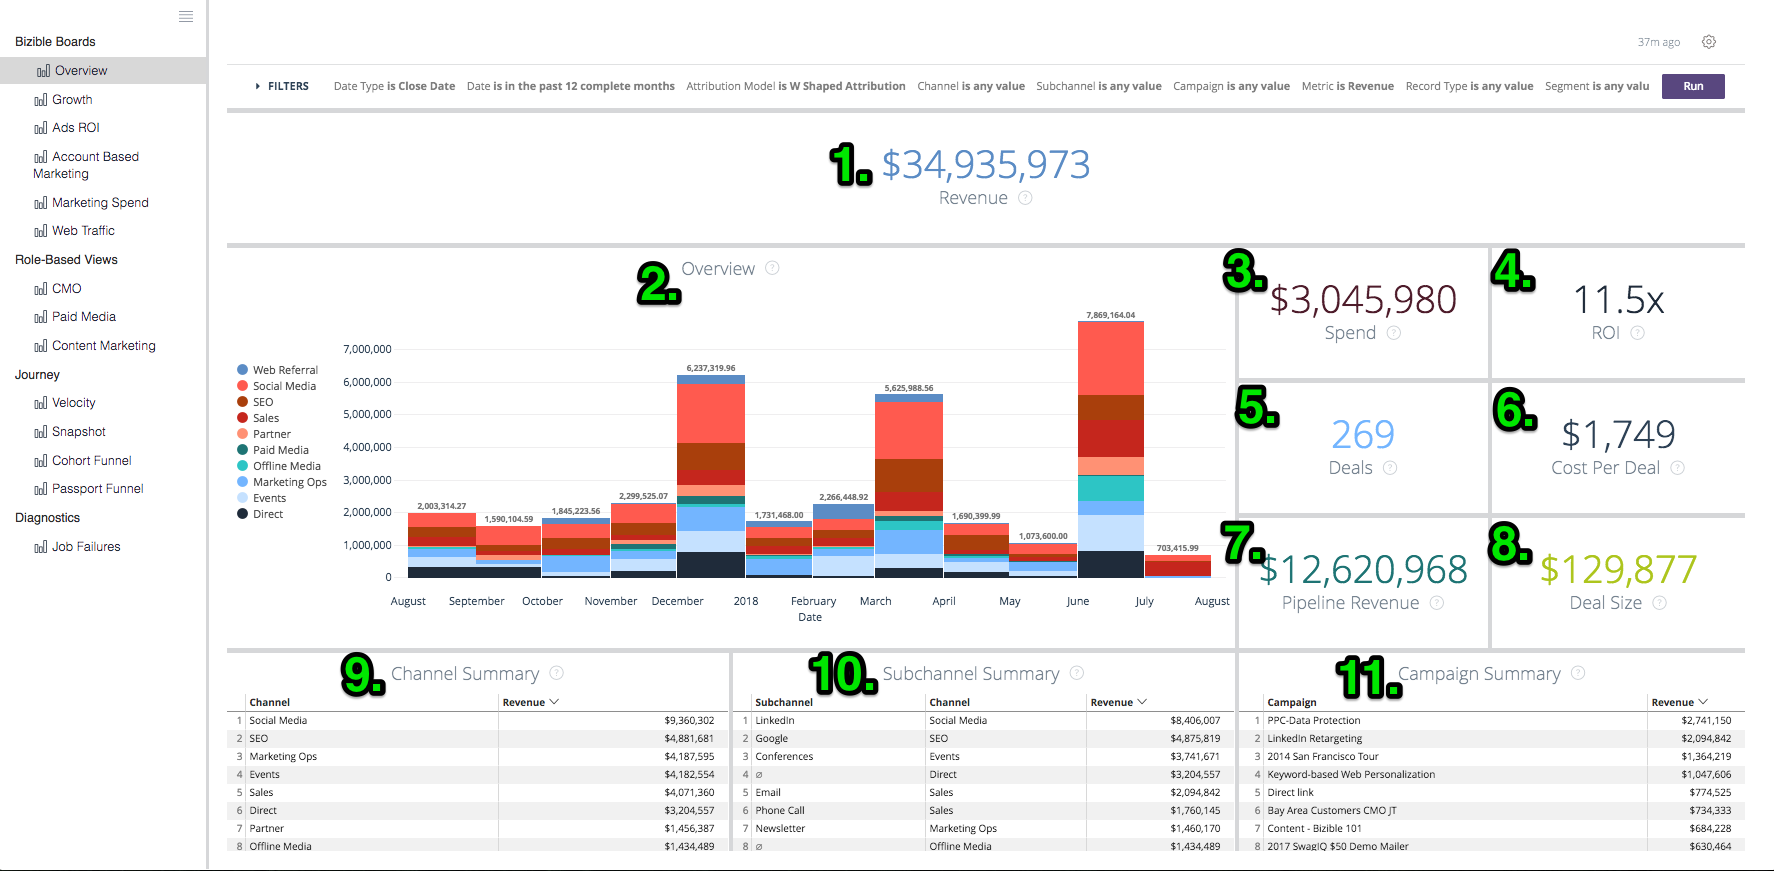 Bizible Boards
Overview
Growth
Ads ROI
Account Based
Marketing
Marketing Spend
Web Traffic
Role-Based Views
CMO
Paid Media
Content Marketing
Journey
Velocity
Snapshot
Cohort Funnel
Passport Funnel
Diagnostics
Job Failures
37m ago
FILTERS Date Type is Close Date Date is in the past 12 complete months Attribution Model is W Shaped Attribution Channel is any value Subchannel is any value Campaign is any value Metric is Revenue Record Type is any value Segment is any valu Run
1. $34,935,973
Revenue ?
2. Overview ?
7,000,000
6,000,000
5,000,000
4,000,000
3,000,000
2,000,000
1,000,000
0
Web Referral
Social Media
SEO
Sales
Partner
Paid Media
Offline Media
Marketing Ops
Events
Direct
2,003,314.27
1,590,104.59
1,845,223.56
2,299,525.07
6,237,319.96
1,731,468.00
2,266,448.92
5,625,988.56
1,690,399.99
1,073,600.00
7,869,164.04
703,415.99
August September October November December 2018 February March April May June July August
Date
3. $3,045,980
Spend ?
4. 11.5x
ROI ?
5. 269
Deals ?
6. $1,749
Cost Per Deal ?
7. $12,620,968
Pipeline Revenue ?
8. $129,877
Deal Size ?
9. Channel Summary ?
Channel Revenue
1 Social Media $9,360,302
2 SEO $4,881,681
3 Marketing Ops $4,187,595
4 Events $4,182,554
5 Sales $4,071,360
6 Direct $3,204,557
7 Partner $1,456,387
8 Offline Media $1,434,489
10. Subchannel Summary ?
Subchannel Channel Revenue
1 LinkedIn Social Media $8,406,007
2 Google SEO $4,875,819
3 Conferences Events $3,741,671
4 ∅ Direct $3,204,557
5 Email Sales $2,094,842
6 Phone Call Sales $1,760,145
7 Newsletter Marketing Ops $1,460,170
8 ∅ Offline Media $1,434,489
11. Campaign Summary ?
Campaign Revenue
1 PPC-Data Protection $2,741,150
2 LinkedIn Retargeting $2,094,842
3 2014 San Francisco Tour $1,364,219
4 Keyword-based Web Personalization $1,047,606
5 Direct link $774,525
6 Bay Area Customers CMO JT $734,333
7 Content - Bizible 101 $684,228
8 2017 SwagIQ $50 Demo Mailer $630,464